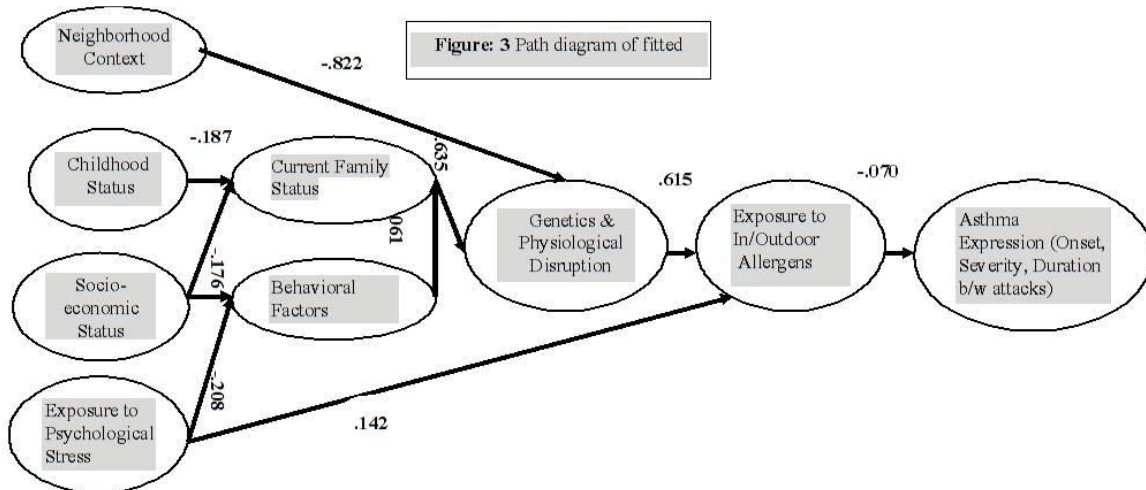 Neighborhood
Context
Figure: 3 Path diagram of fitted
-.822
-.187
Childhood
Status
Current Family
Status
.635
.061
Genetics &
Physiological
Disruption
.615
Exposure to
In/Outdoor
Allergens
-.070
Asthma
Expression (Onset,
Severity, Duration
b/w attacks)
Socio-
economic
Status
-.176
Behavioral
Factors
-.208
Exposure to
Psychological
Stress
.142